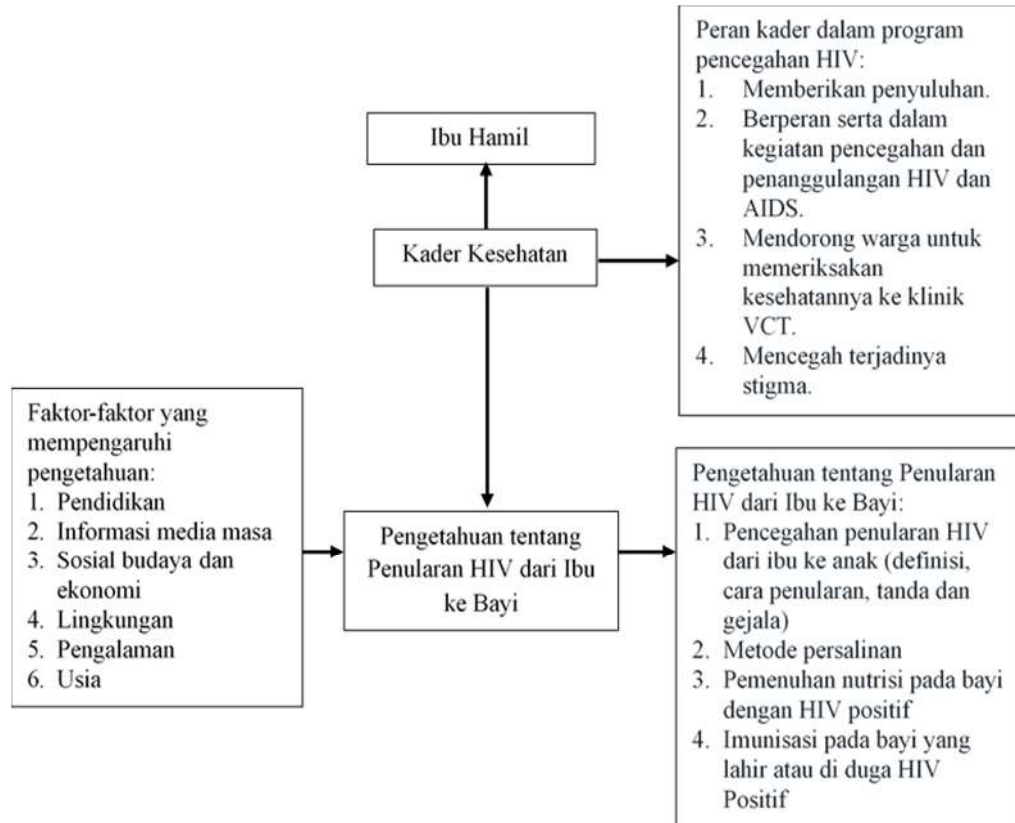 Peran kader dalam program
pencegahan HIV:
1. Memberikan penyuluhan.
2. Berperan serta dalam
kegiatan pencegahan dan
penanggulangan HIV dan
AIDS.
3. Mendorong warga untuk
memeriksakan
kesehatannya ke klinik
VCT.
4. Mencegah terjadinya
stigma.
Ibu Hamil
Kader Kesehatan
Faktor-faktor yang
mempengaruhi
pengetahuan:
1. Pendidikan
2. Informasi media masa
3. Sosial budaya dan
ekonomi
4. Lingkungan
5. Pengalaman
6. Usia
Pengetahuan tentang
Penularan HIV dari Ibu
ke Bayi
Pengetahuan tentang Penularan
HIV dari Ibu ke Bayi:
1. Pencegahan penularan HIV
dari ibu ke anak (definisi,
cara penularan, tanda dan
gejala)
2. Metode persalinan
3. Pemenuhan nutrisi pada bayi
dengan HIV positif
4. Imunisasi pada bayi yang
lahir atau di duga HIV
Positif